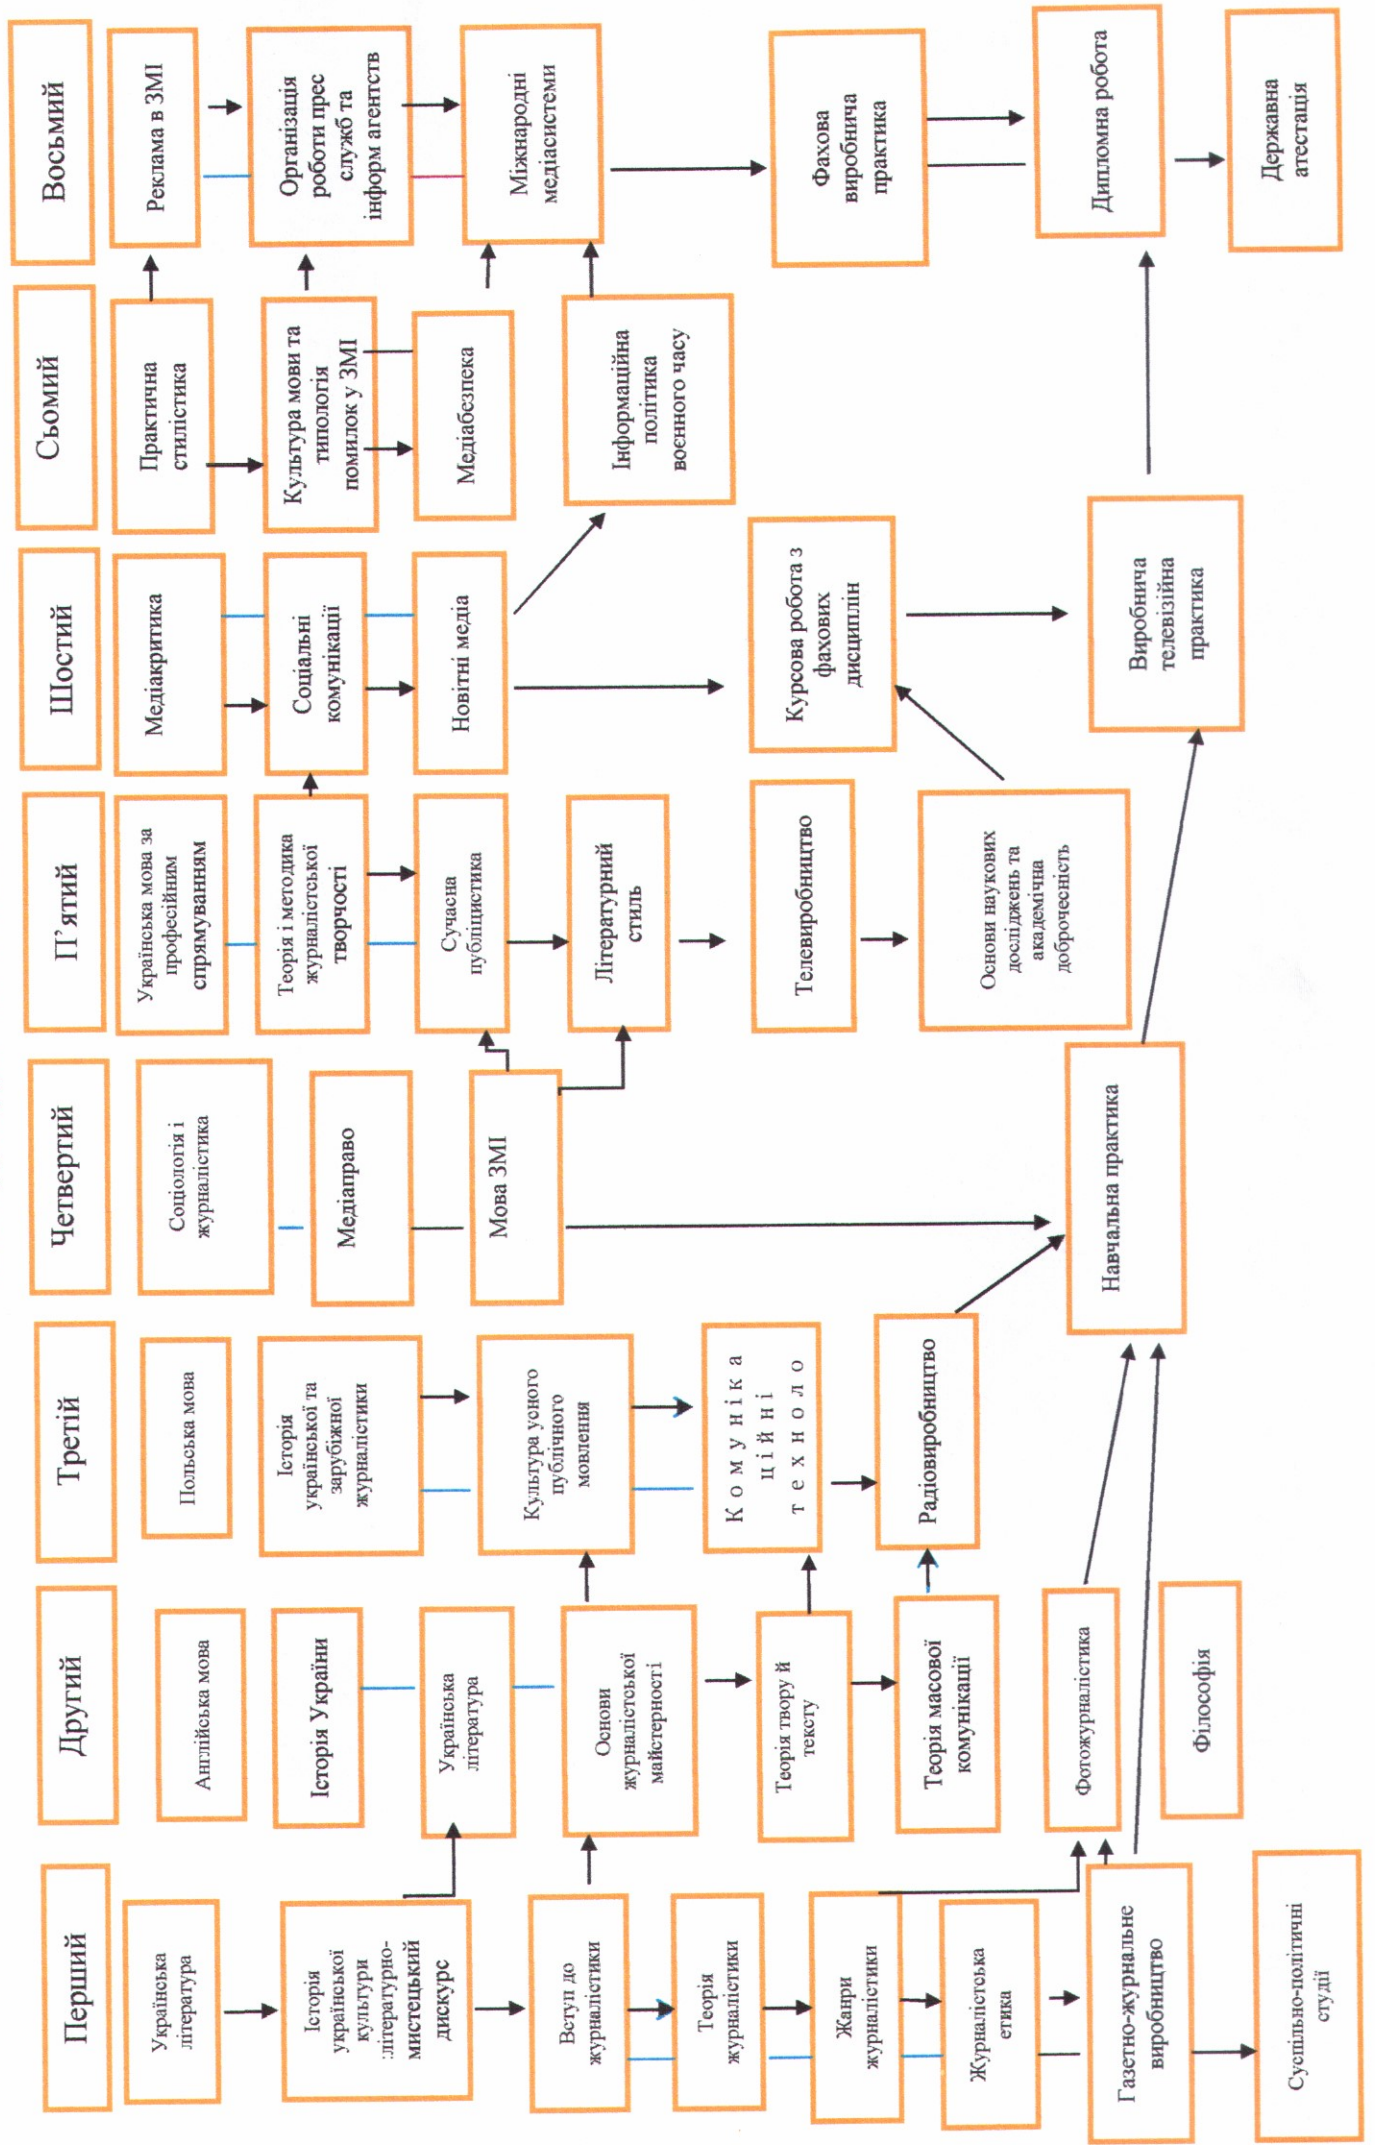 Перший
Українська
література
Історія
української
культури
:літературно-
мистецький
дискурс
Вступ до
журналістики
Теорія
журналістики
Жанри
журналістики
Журналістська
етика
Газетно-журнальне
виробництво
Суспільно-політичні
студії
Другий
Англійська мова
Історія України
Українська
література
Основи
журналістської
майстерності
Теорія твору й
тексту
Теорія масової
комунікації
Фотожурналістика
Філософія
Третій
Польська мова
Історія
української та
зарубіжної
журналістики
Культура усного
публічного
мовлення
К о м у н і к а
ц і й н і
т е х н о л о
Радіовиробництво
Четвертий
Соціологія і
журналістика
Медіаправо
Мова ЗМІ
Навчальна практика
П’ятий
Українська мова за
професійним
спрямуванням
Теорія і методика
журналістської
творчості
Сучасна
публіцистика
Літературний
стиль
Телевиробництво
Основи наукових
досліджень та
академічна
доброчесність
Шостий
Медіакритика
Соціальні
комунікації
Новітні медіа
Курсова робота з
фахових
дисциплін
Виробнича
телевізійна
практика
Сьомий
Практична
стилістика
Культура мови та
типологія
помилок у ЗМІ
Медіабезпека
Інформаційна
політика
воєнного часу
Восьмий
Реклама в ЗМІ
Організація
роботи прес
служб та
інформ агентств
Міжнародні
медіасистеми
Фахова
виробнича
практика
Дипломна робота
Державна
атестація